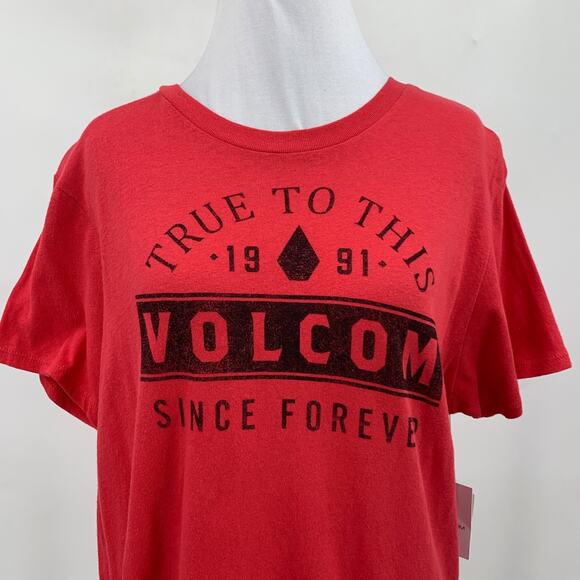 TRUE TO THIS
19 91
VOLCOM
SINCE FOREVE